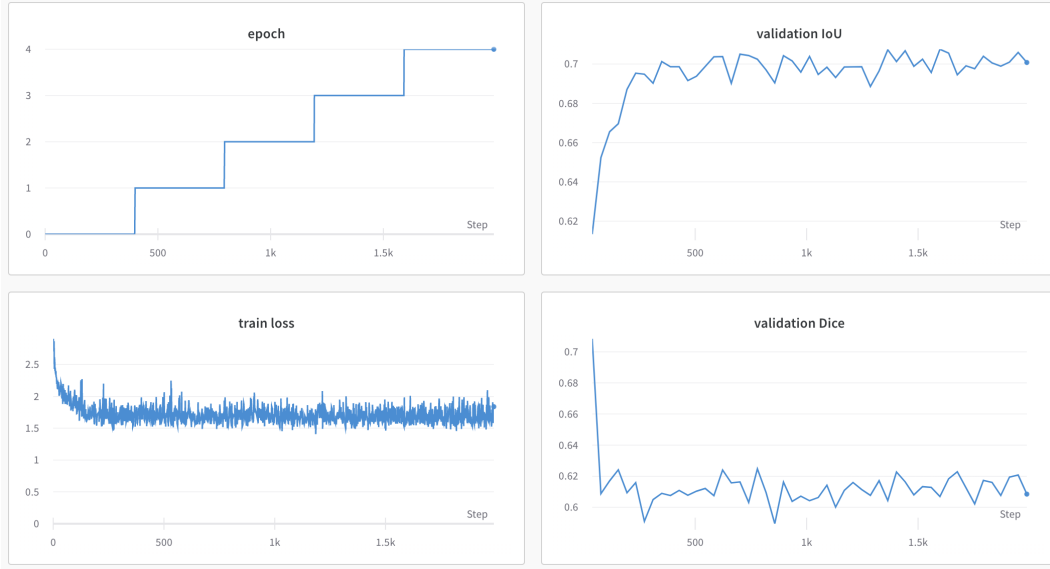 epoch
4
3
2
1
0
Step
0 500 1k 1.5k
validation IoU
0.7
0.68
0.66
0.64
0.62
Step
500 1k 1.5k
train loss
2.5
2
1.5
1
0.5
0
Step
0 500 1k 1.5k
validation Dice
0.7
0.68
0.66
0.64
0.62
0.6
Step
500 1k 1.5k